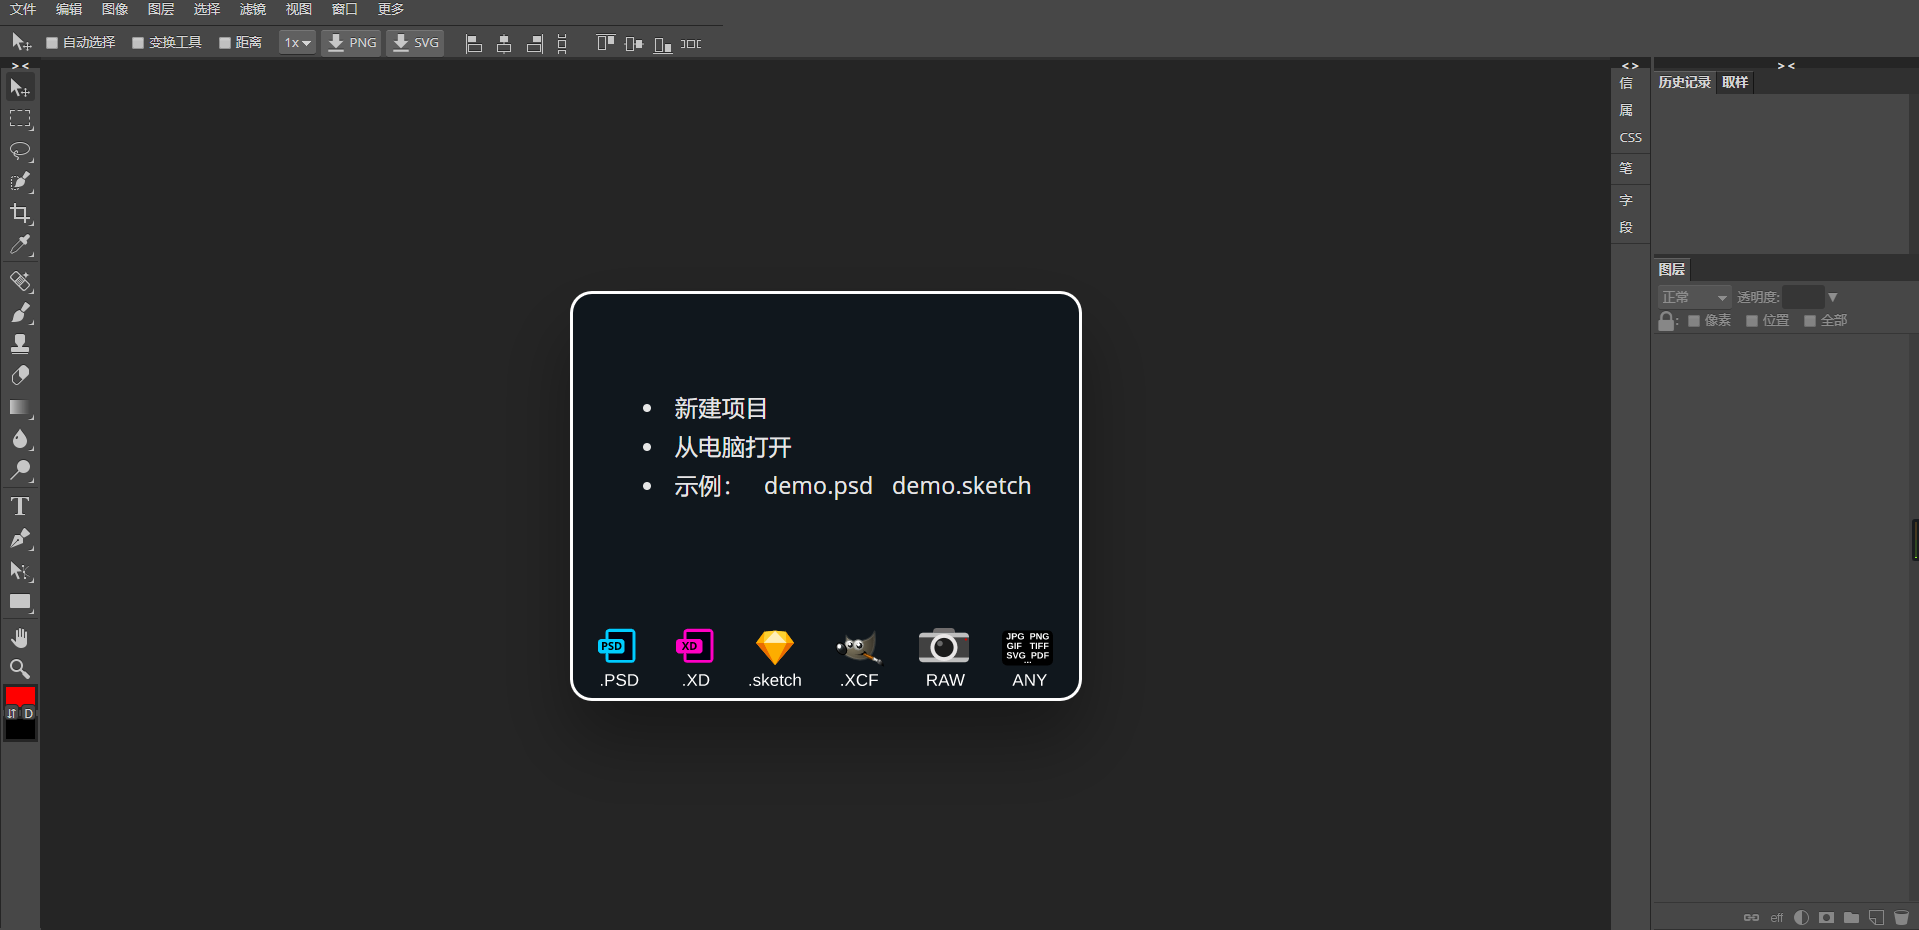 文件 编辑 图像 图层 选择 滤镜 视图 窗口 更多
自动选择 变换工具 距离 1x PNG SVG
> <
< >
> <
信
属
CSS
笔
字
段
历史记录 取样
图层
正常 透明度:
: 像素 位置 全部
新建项目
从电脑打开
示例： demo.psd demo.sketch
PSD
XD
JPG PNG
GIF TIFF
SVG PDF
...
.PSD .XD .sketch .XCF RAW ANY
T
D
eff